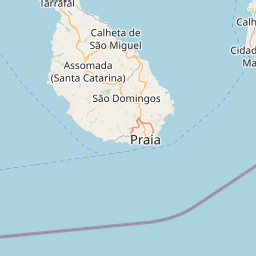 Tarrafal
Calheta de
São Miguel
Assomada
(Santa Catarina)
São Domingos
Praia
Cidad
Ma